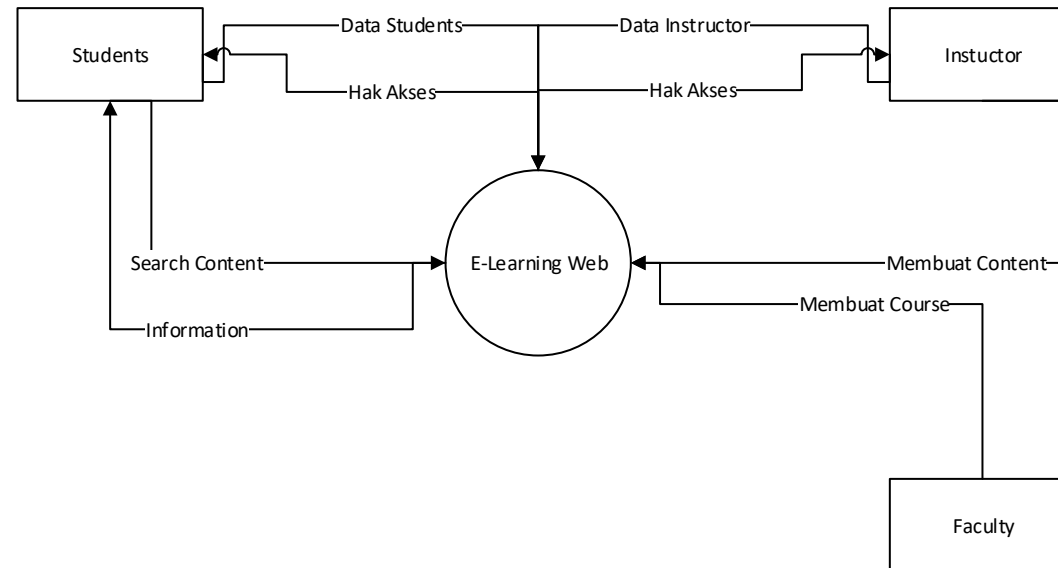 Students
Data Students
Data Instructor
Instuctor
Hak Akses
Hak Akses
Search Content
E-Learning Web
Membuat Content
Membuat Course
Information
Faculty